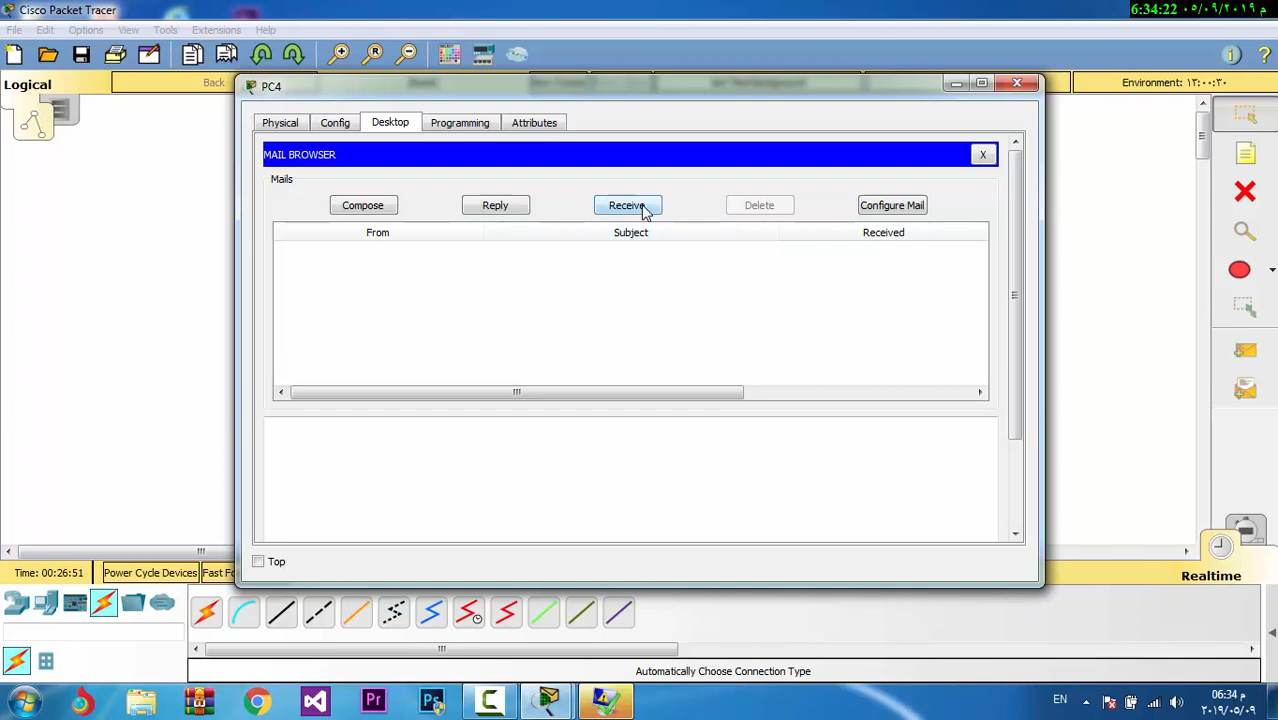 Cisco Packet Tracer
6:34:22 م ٠٥/٠٩/٢٠١٩
File Edit Options View Tools Extensions Help
Logical
Back
Environment: ١٣:٠٠:٣٠
PC4
Physical Config Desktop Programming Attributes
MAIL BROWSER
X
Mails
Compose Reply Receive Delete Configure Mail
From Subject Received
Top
Time: 00:26:51 Power Cycle Devices Fast Fo
Realtime
Automatically Choose Connection Type
EN
06:34 م
٢٠١٩/٠٥/٠٩